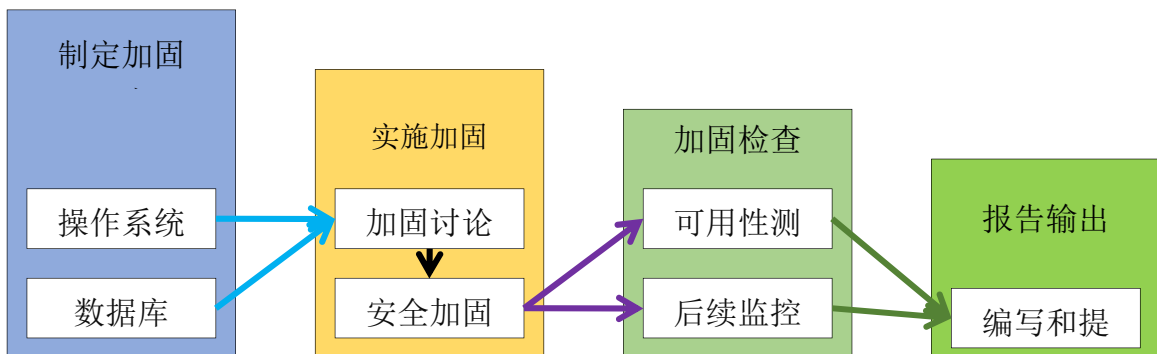 制定加固
操作系统
数据库
实施加固
加固讨论
安全加固
加固检查
可用性测
后续监控
报告输出
编写和提